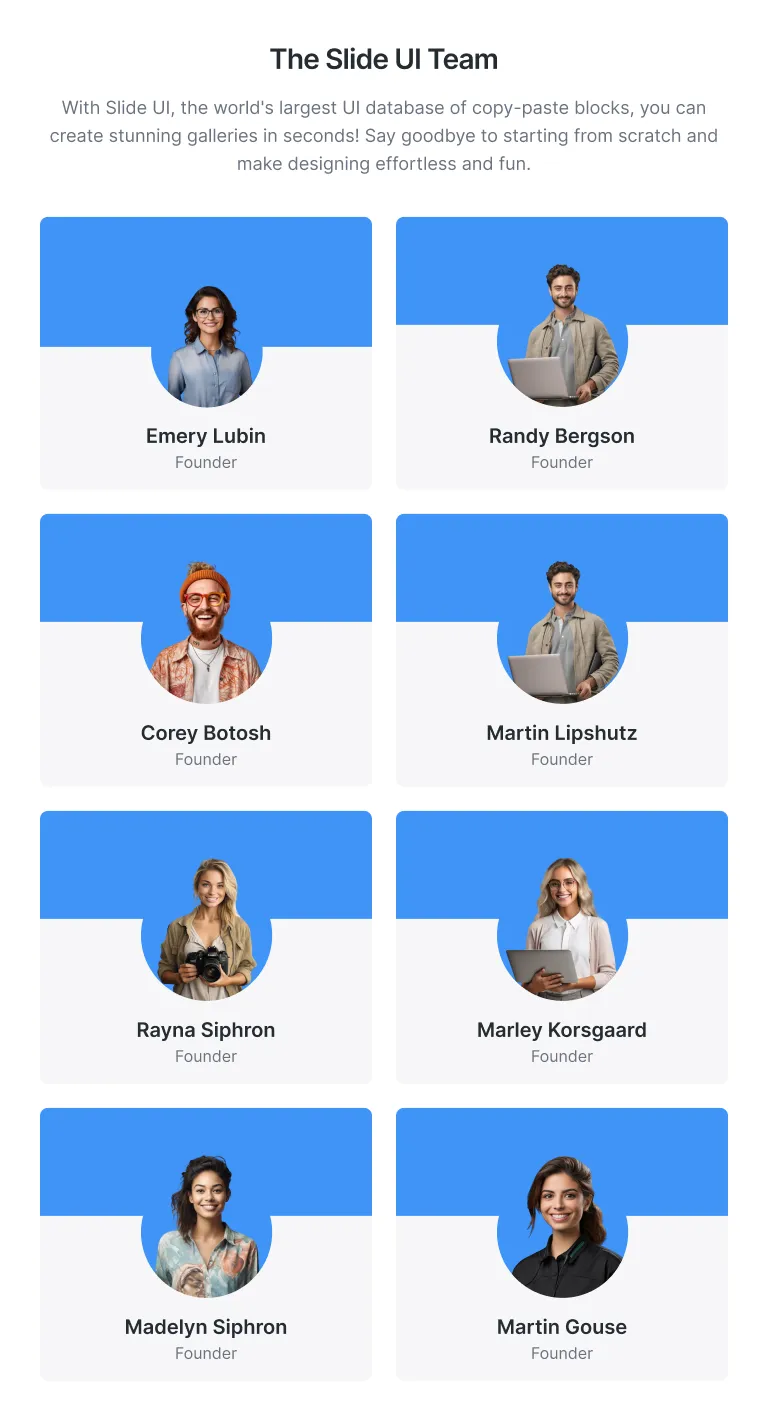 The Slide UI Team
With Slide UI, the world's largest UI database of copy-paste blocks, you can
create stunning galleries in seconds! Say goodbye to starting from scratch and
make designing effortless and fun.
Emery Lubin
Founder
Randy Bergson
Founder
Corey Botosh
Founder
Martin Lipshutz
Founder
Rayna Siphron
Founder
Marley Korsgaard
Founder
Madelyn Siphron
Founder
Martin Gouse
Founder